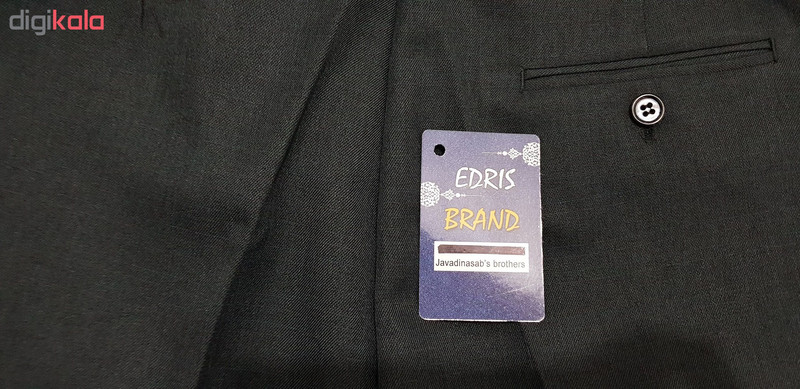 digikala
EDRIS
BRAND
Javadinasab's brothers